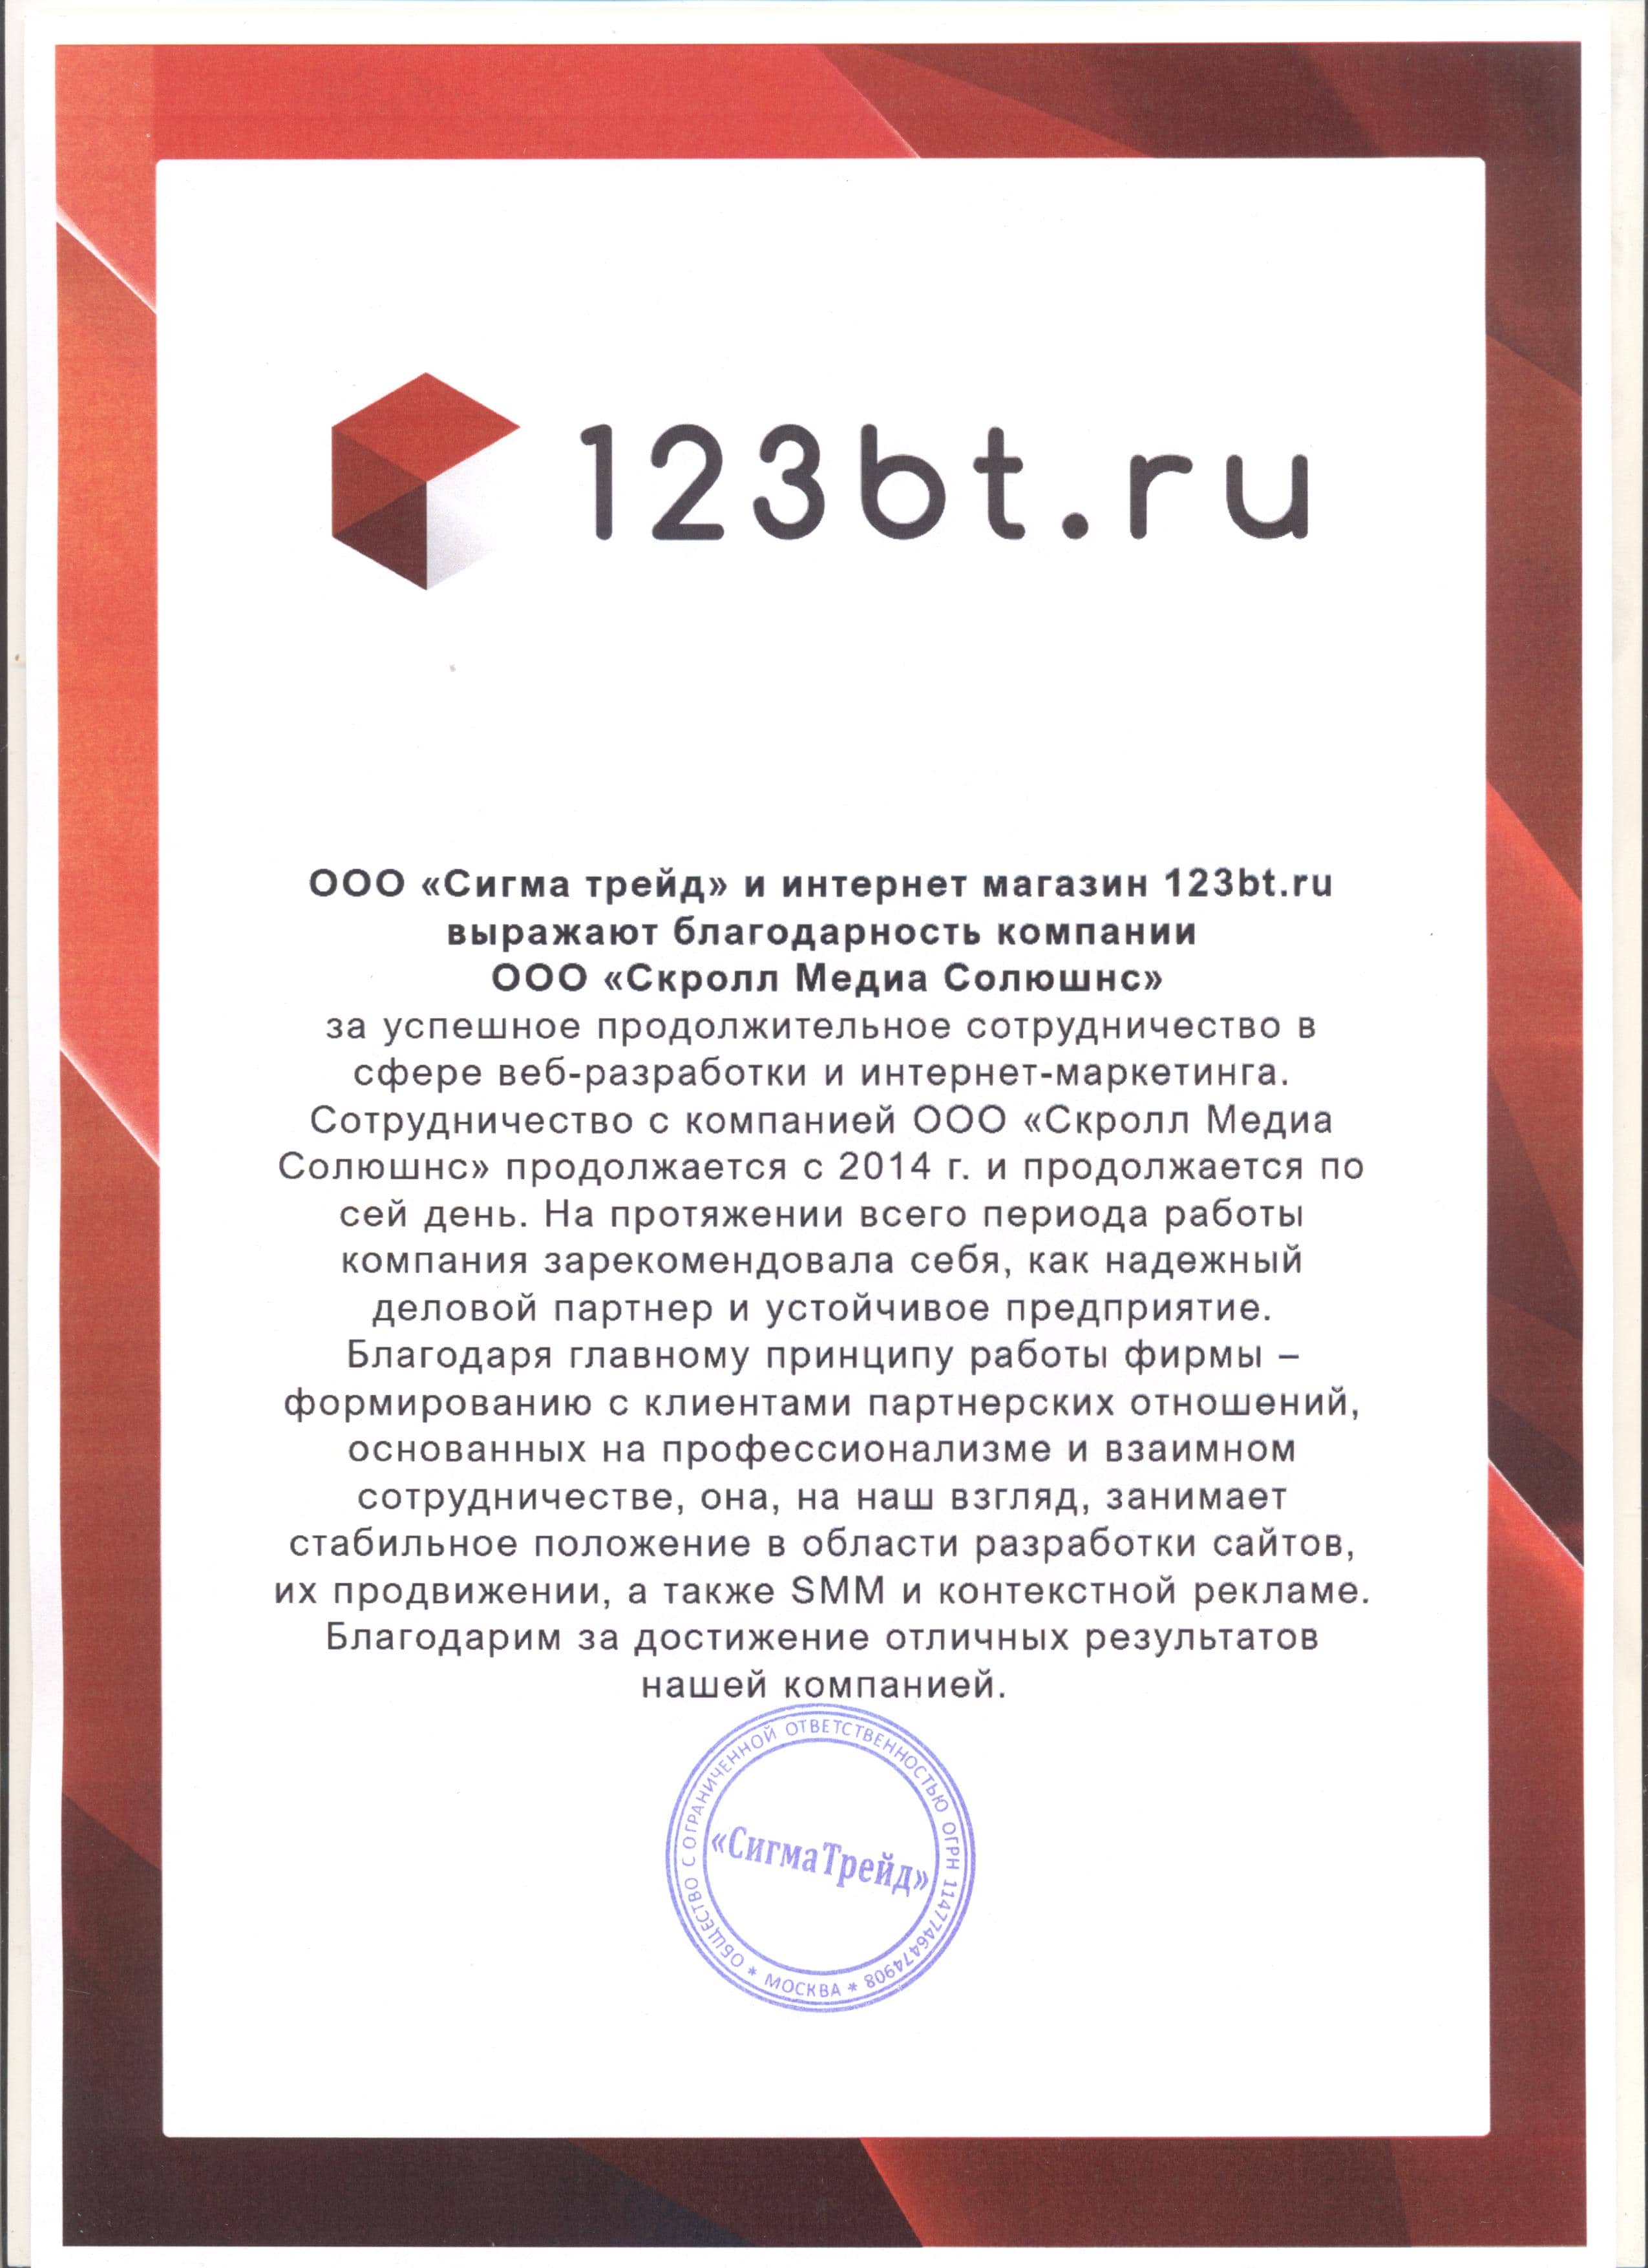 123bt.ru
ООО «Сигма трейд» и интернет магазин 123bt.ru
выражают благодарность компании
ООО «Скролл Медиа Солюшнс»
за успешное продолжительное сотрудничество в
сфере веб-разработки и интернет-маркетинга.
Сотрудничество с компанией ООО «Скролл Медиа
Солюшнс» продолжается с 2014 г. и продолжается по
сей день. На протяжении всего периода работы
компания зарекомендовала себя, как надежный
деловой партнер и устойчивое предприятие.
Благодаря главному принципу работы фирмы –
формированию с клиентами партнерских отношений,
основанных на профессионализме и взаимном
сотрудничестве, она, на наш взгляд, занимает
стабильное положение в области разработки сайтов,
их продвижении, а также SMM и контекстной рекламе.
Благодарим за достижение отличных результатов
нашей компанией.
ОБЩЕСТВО С ОГРАНИЧЕННОЙ ОТВЕТСТВЕННОСТЬЮ ОГРН 1147746474908
«СигмаТрейд»
* МОСКВА *